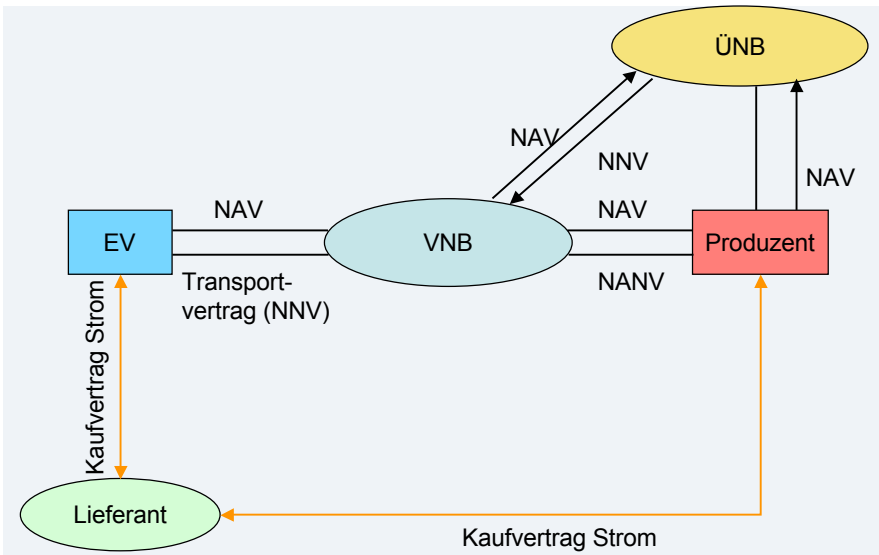 ÜNB
NAV
NNV
NAV
NAV
NAV
EV
VNB
Produzent
Transport-
vertrag (NNV)
NANV
Kaufvertrag Strom
Lieferant
Kaufvertrag Strom